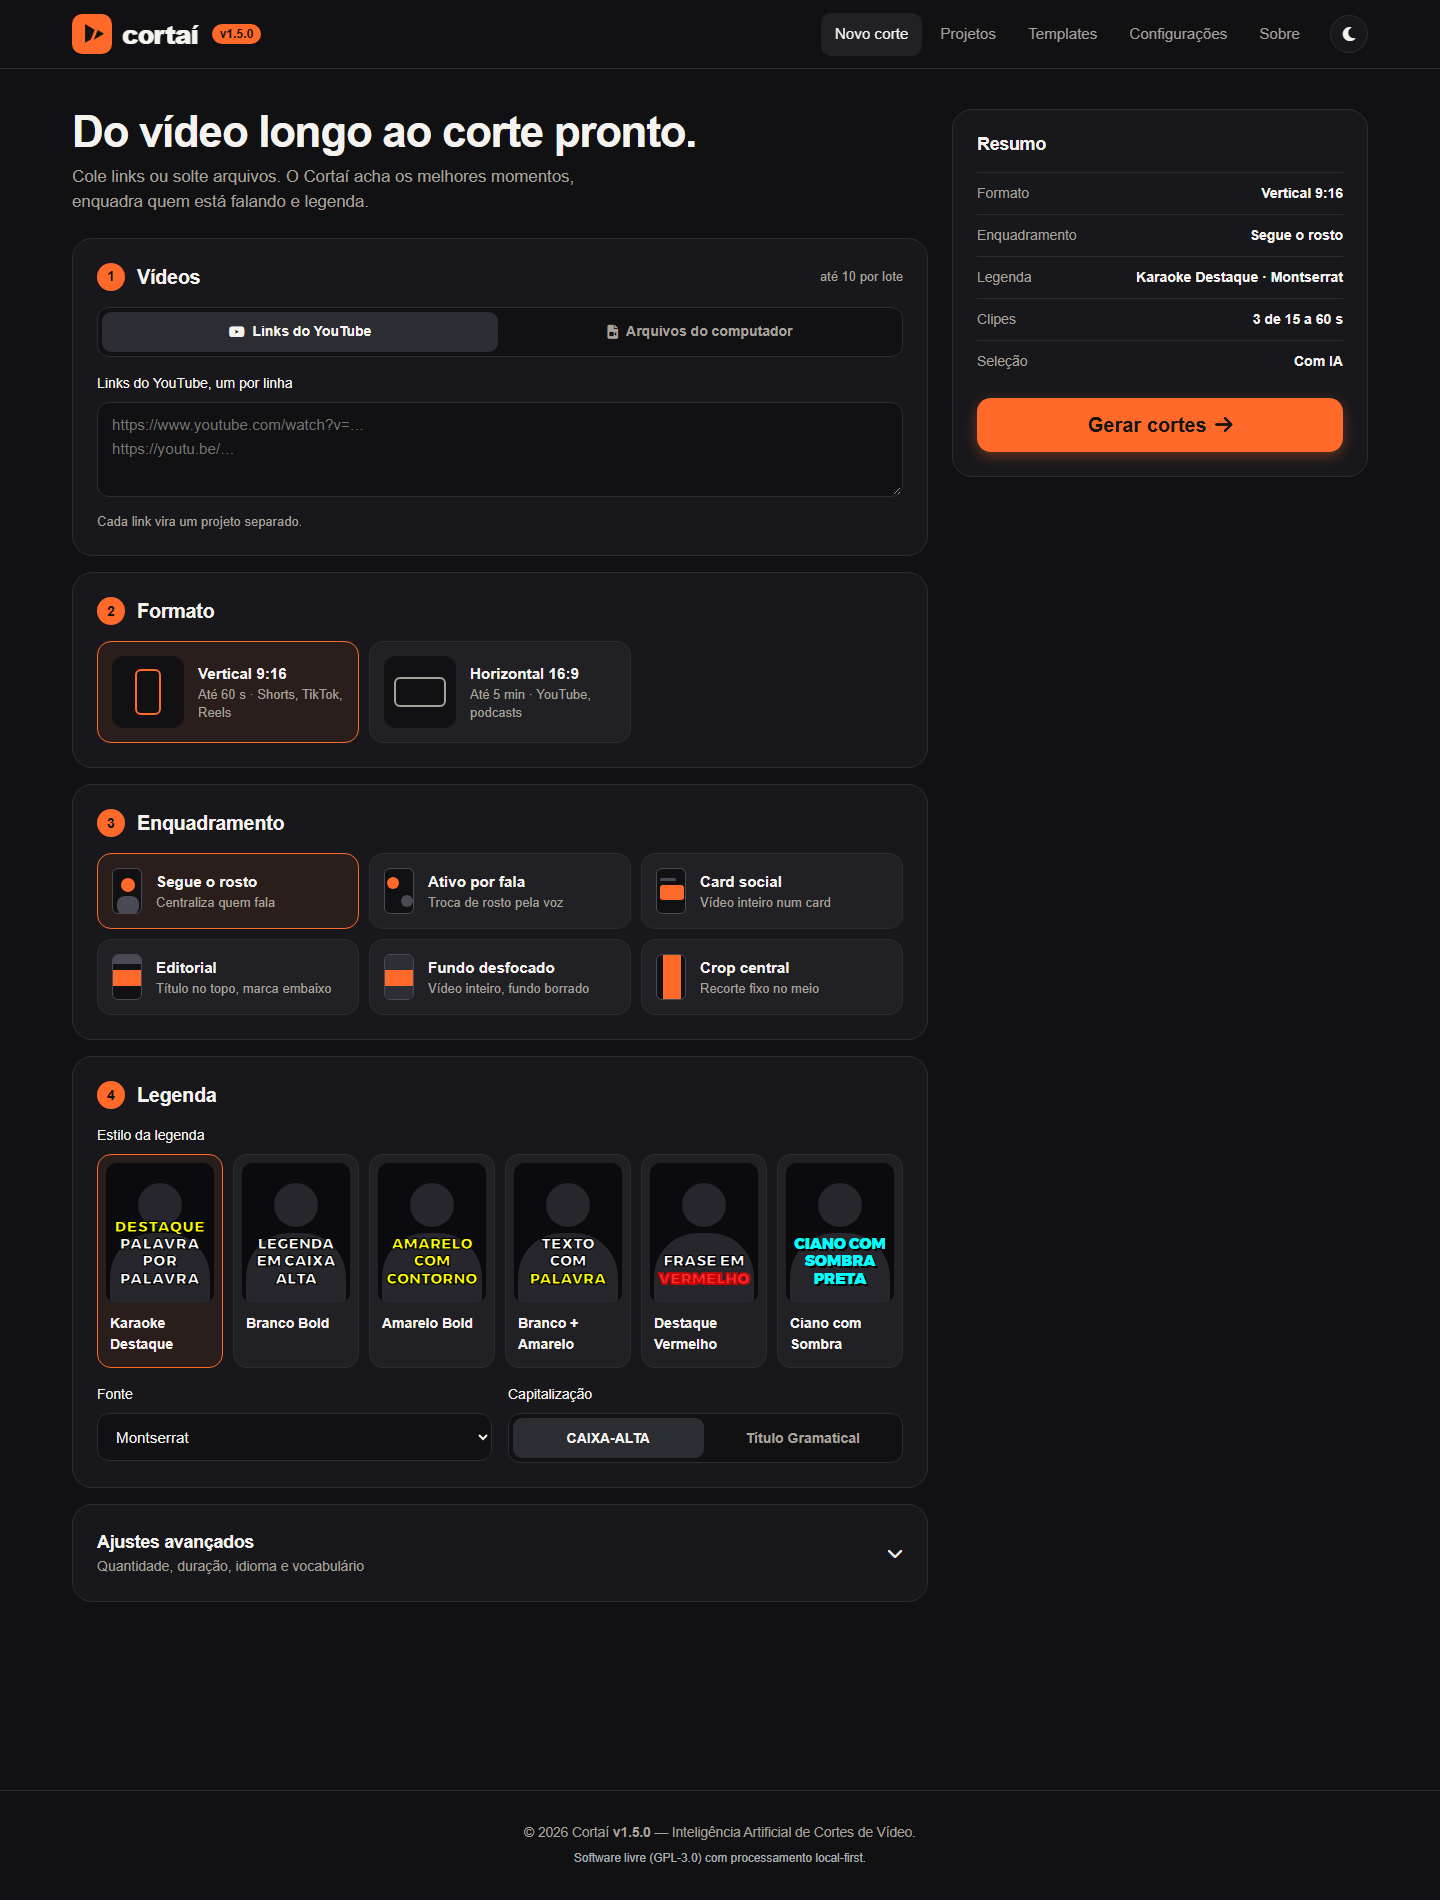 cortaí v1.5.0
Novo corte Projetos Templates Configurações Sobre
Do vídeo longo ao corte pronto.
Cole links ou solte arquivos. O Cortaí acha os melhores momentos,
enquadra quem está falando e legenda.
1 Vídeos até 10 por lote
Links do YouTube Arquivos do computador
Links do YouTube, um por linha
https://www.youtube.com/watch?v=…
https://youtu.be/…
Cada link vira um projeto separado.
2 Formato
Vertical 9:16
Até 60 s · Shorts, TikTok,
Reels
Horizontal 16:9
Até 5 min · YouTube,
podcasts
3 Enquadramento
Segue o rosto
Centraliza quem fala
Ativo por fala
Troca de rosto pela voz
Card social
Vídeo inteiro num card
Editorial
Título no topo, marca embaixo
Fundo desfocado
Vídeo inteiro, fundo borrado
Crop central
Recorte fixo no meio
4 Legenda
Estilo da legenda
DESTAQUE
PALAVRA
POR
PALAVRA
Karaoke
Destaque
LEGENDA
EM CAIXA
ALTA
Branco Bold
AMARELO
COM
CONTORNO
Amarelo Bold
TEXTO
COM
PALAVRA
Branco +
Amarelo
FRASE EM
VERMELHO
Destaque
Vermelho
CIANO COM
SOMBRA
PRETA
Ciano com
Sombra
Fonte
Montserrat
Capitalização
CAIXA-ALTA Título Gramatical
Ajustes avançados
Quantidade, duração, idioma e vocabulário
Resumo
Formato Vertical 9:16
Enquadramento Segue o rosto
Legenda Karaoke Destaque · Montserrat
Clipes 3 de 15 a 60 s
Seleção Com IA
Gerar cortes →
© 2026 Cortaí v1.5.0 — Inteligência Artificial de Cortes de Vídeo.
Software livre (GPL-3.0) com processamento local-first.